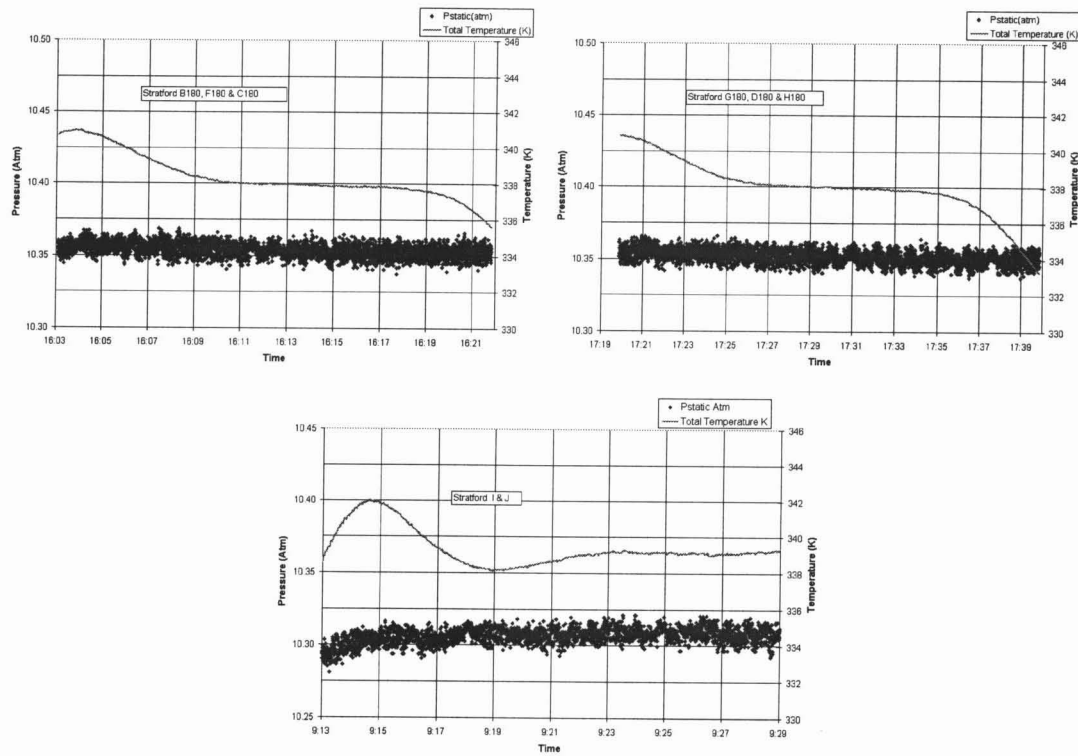 Pstatic(atm)
Total Temperature (K)
Stratford B180, F180 & C180
Pressure (Atm)
10.50
10.45
10.40
10.35
10.30
346
344
342
340
338
336
334
332
330
Temperature (K)
16:03 16:05 16:07 16:09 16:11 16:13 16:15 16:17 16:19 16:21
Time
Pstatic(atm)
Total Temperature (K)
Stratford G180, D180 & H180
Pressure (Atm)
10.50
10.45
10.40
10.35
10.30
346
344
342
340
338
336
334
332
330
Temperature (K)
17:19 17:21 17:23 17:25 17:27 17:29 17:31 17:33 17:35 17:37 17:39
Time
Pstatic Atm
Total Temperature K
Stratford I & J
Pressure (Atm)
10.45
10.40
10.35
10.30
10.25
346
344
342
340
338
336
334
332
330
Temperature (K)
9:13 9:15 9:17 9:19 9:21 9:23 9:25 9:27 9:29
Time